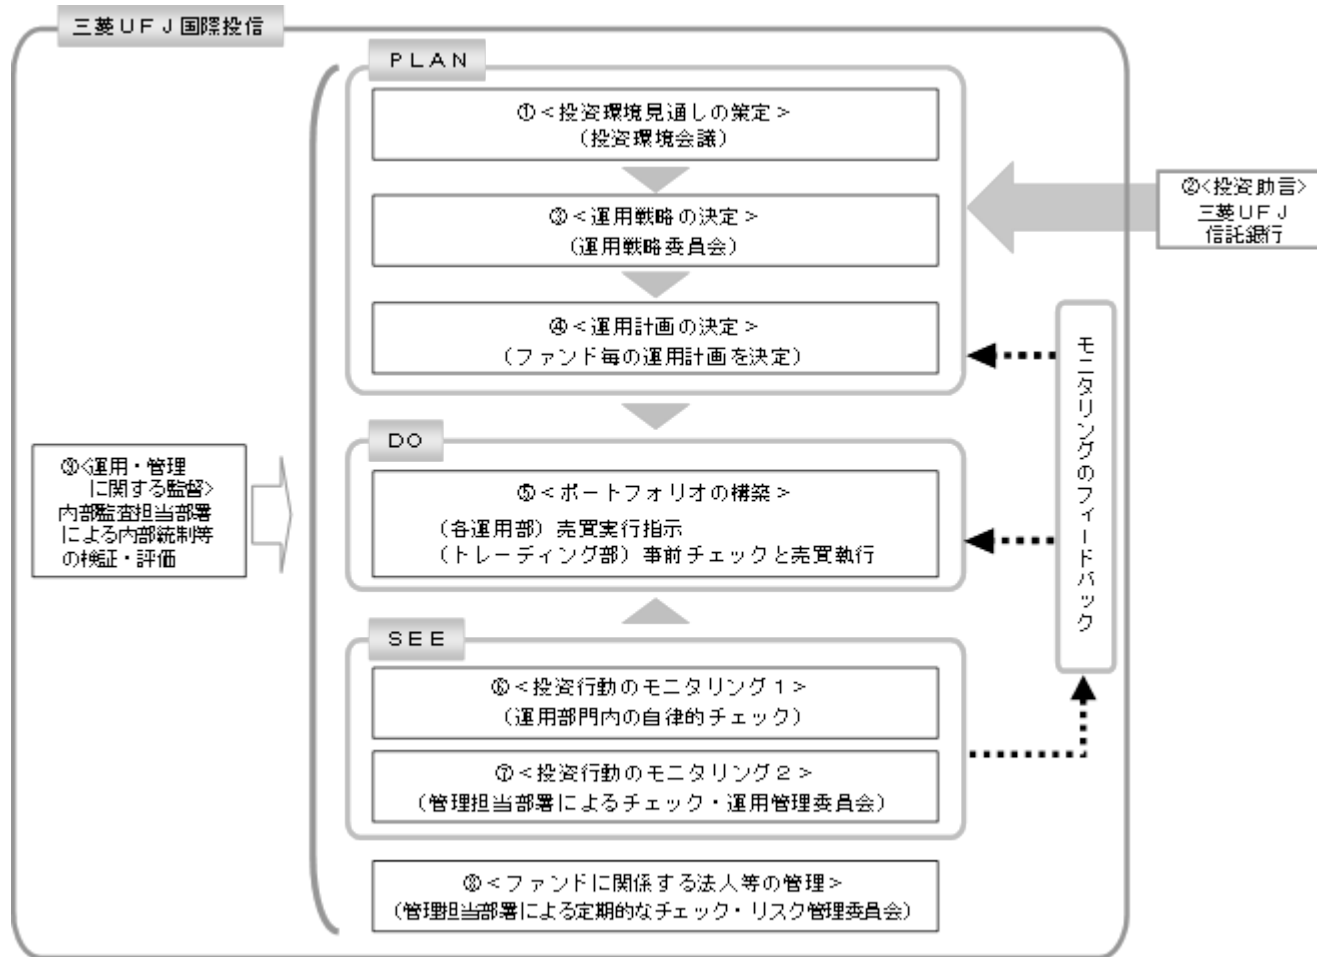 三菱ＵＦＪ国際投信
ＰＬＡＮ
①＜投資環境見通しの策定＞
（投資環境会議）
②<投資助言>
三菱ＵＦＪ
信託銀行
③＜運用戦略の決定＞
（運用戦略委員会）
④＜運用計画の決定＞
（ファンド毎の運用計画を決定）
モニタリングのフィードバック
ＤＯ
⑤＜ポートフォリオの構築＞
（各運用部）売買実行指示
（トレーディング部）事前チェックと売買執行
⑨<運用・管理
に関する監督>
内部監査担当部署
による内部統制等
の検証・評価
ＳＥＥ
⑥＜投資行動のモニタリング１＞
（運用部門内の自律的チェック）
⑦＜投資行動のモニタリング２＞
（管理担当部署によるチェック・運用管理委員会）
⑧＜ファンドに関係する法人等の管理＞
（管理担当部署による定期的なチェック・リスク管理委員会）